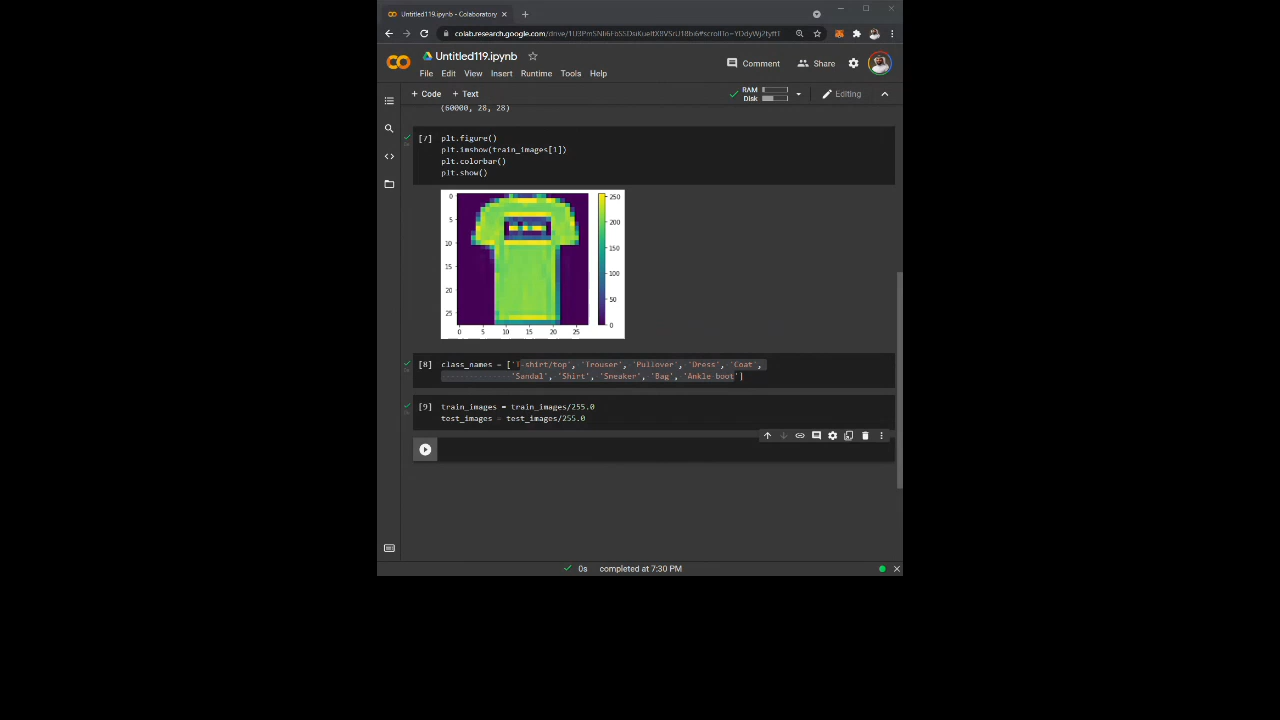 Untitled119.ipynb - Colaboratory
Untitled119.ipynb
Comment
Share
File Edit View Insert Runtime Tools Help
+ Code + Text
RAM
Disk
Editing
(60000, 28, 28)
[7] plt.figure()
plt.imshow(train_images[1])
plt.colorbar()
plt.show()
0
5
10
15
20
25
0 5 10 15 20 25
250
200
150
100
50
0
[8] class_names = ['T-shirt/top', 'Trouser', 'Pullover', 'Dress', 'Coat',
'Sandal', 'Shirt', 'Sneaker', 'Bag', 'Ankle boot']
[9] train_images = train_images/255.0
test_images = test_images/255.0
0s completed at 7:30 PM